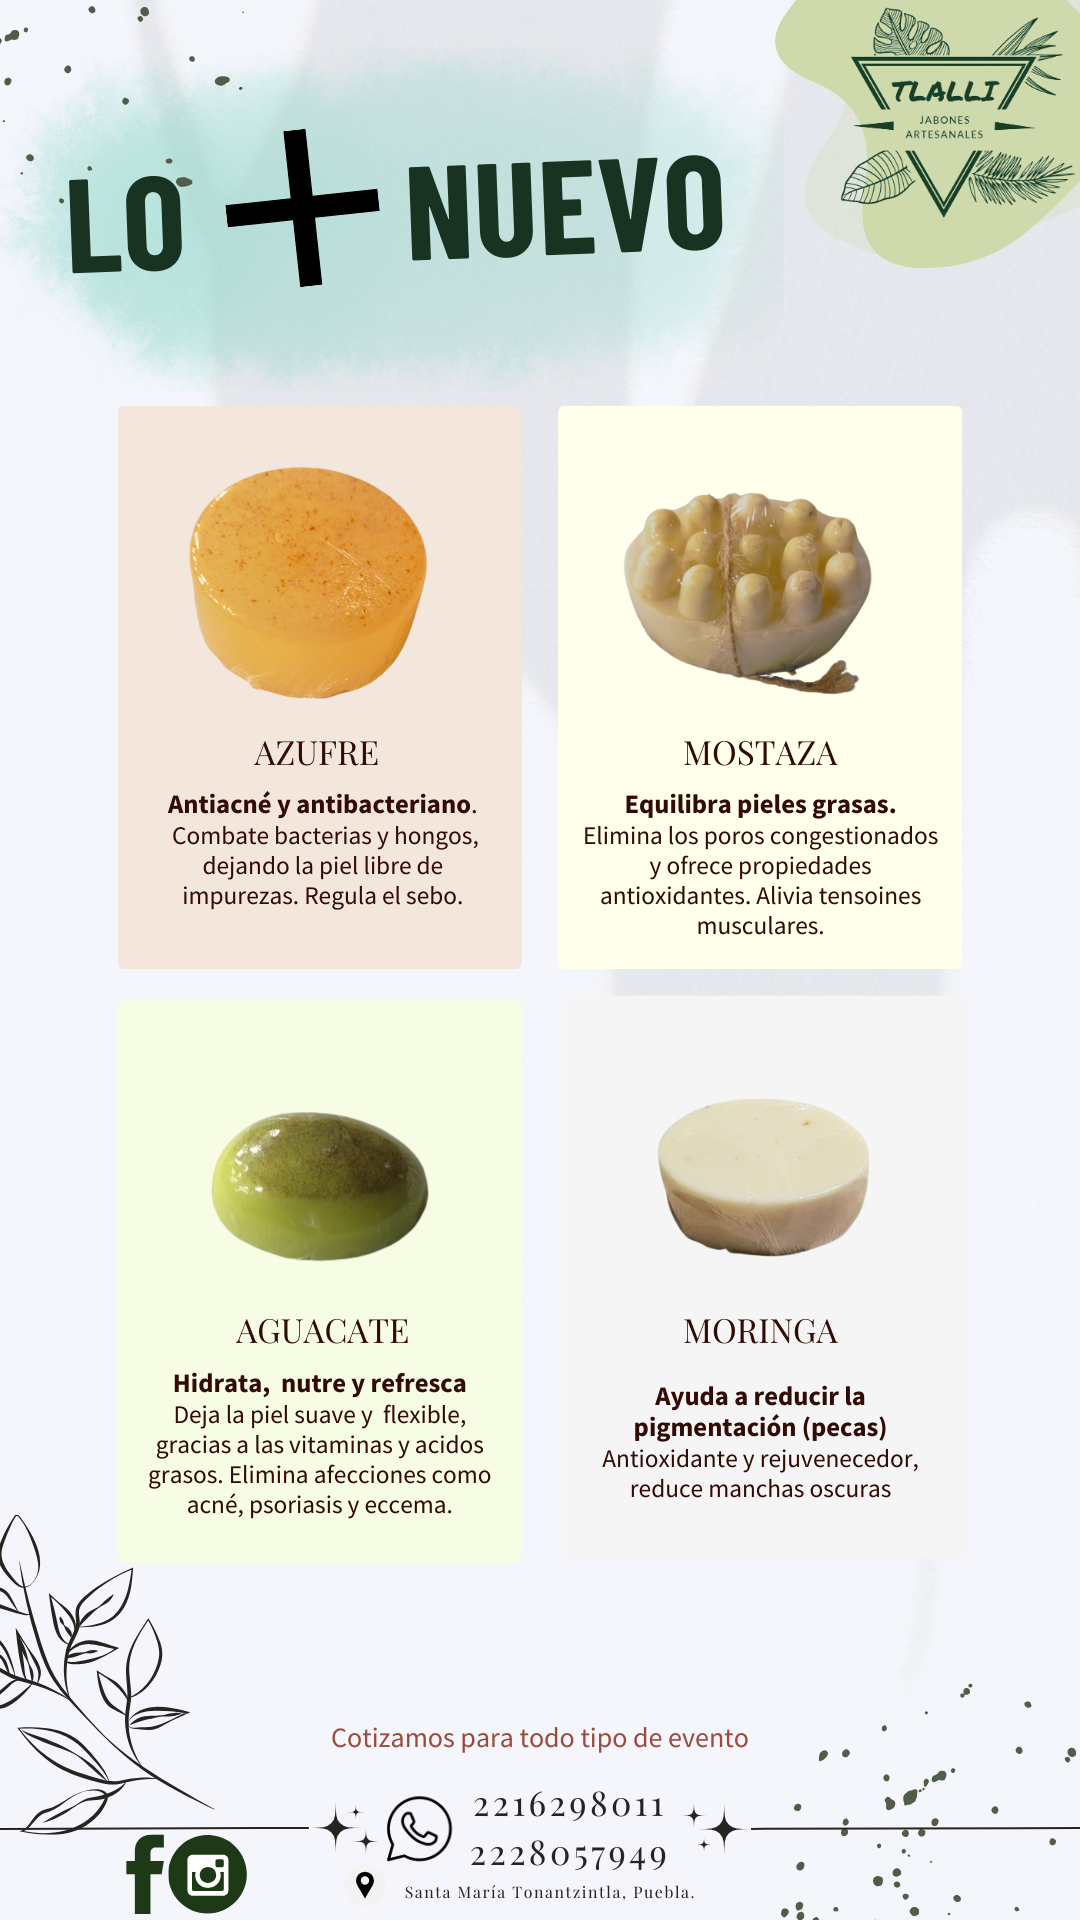 TLALLI
JABONES
ARTESANALES
LO + NUEVO
AZUFRE
Antiacné y antibacteriano.
Combate bacterias y hongos,
dejando la piel libre de
impurezas. Regula el sebo.
MOSTAZA
Equilibra pieles grasas.
Elimina los poros congestionados
y ofrece propiedades
antioxidantes. Alivia tensoines
musculares.
AGUACATE
Hidrata,  nutre y refresca
Deja la piel suave y  flexible,
gracias a las vitaminas y acidos
grasos. Elimina afecciones como
acné, psoriasis y eccema.
MORINGA
Ayuda a reducir la
pigmentación (pecas)
Antioxidante y rejuvenecedor,
reduce manchas oscuras
Cotizamos para todo tipo de evento
2216298011
2228057949
Santa María Tonantzintla, Puebla.